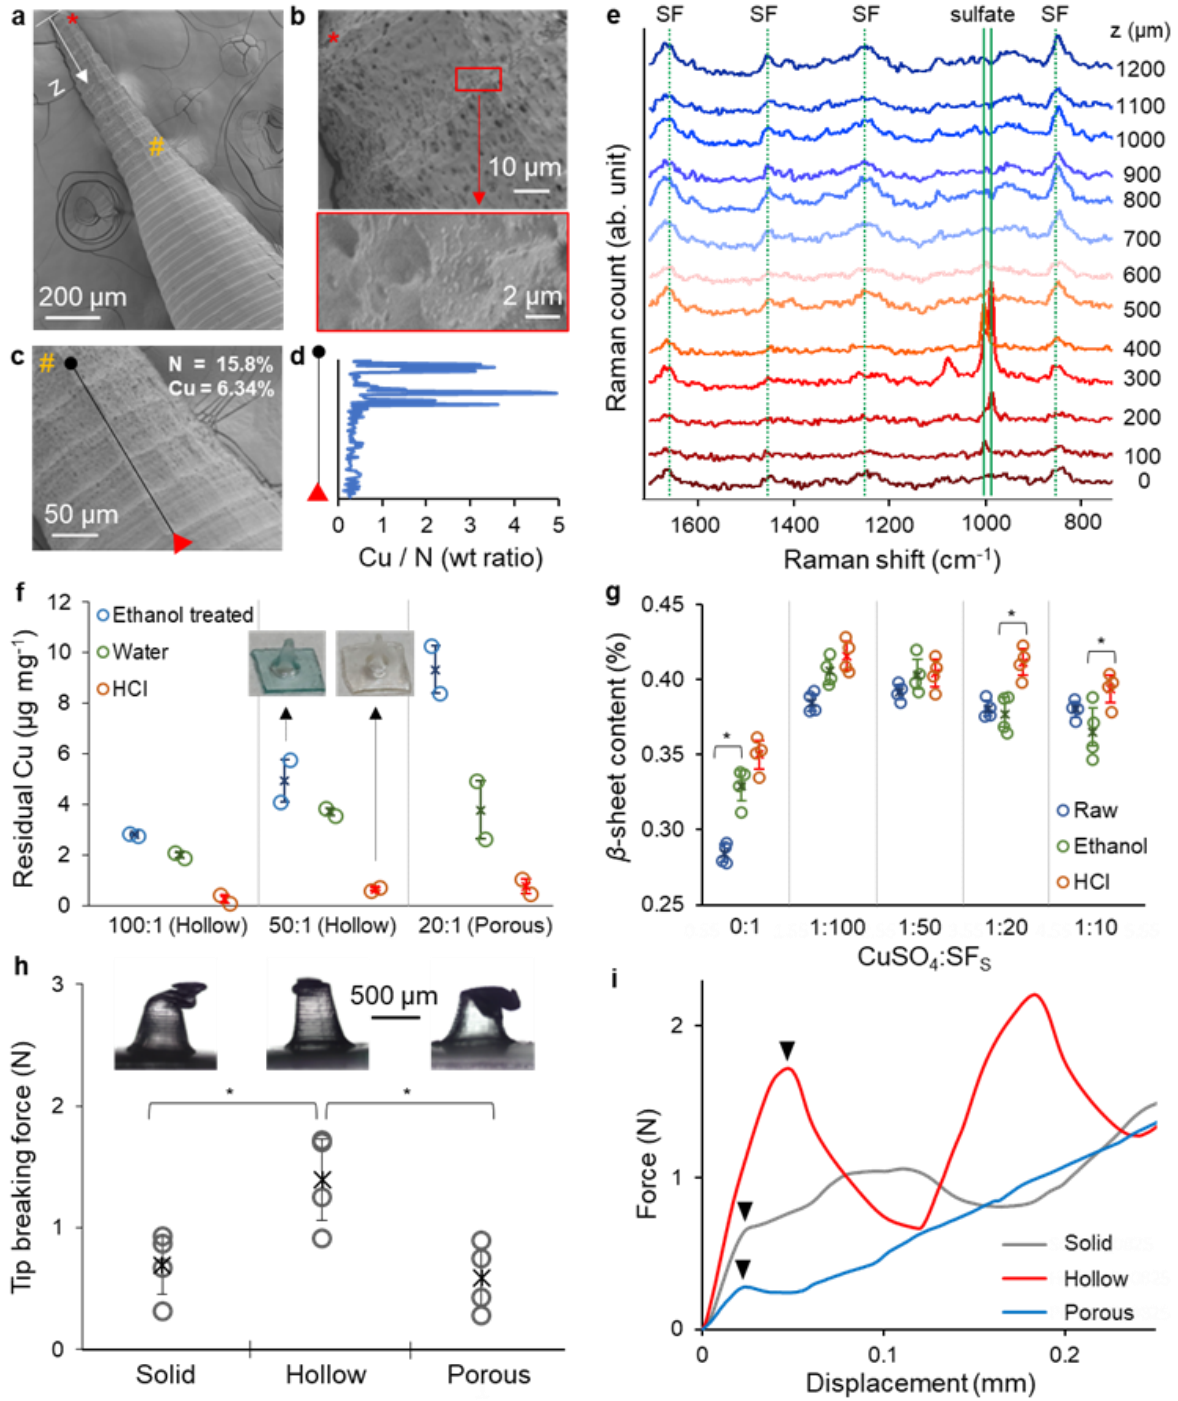 a
*
z
#
200 μm
b
*
10 μm
2 μm
c
#
N = 15.8%
Cu = 6.34%
50 μm
d
0 1 2 3 4 5
Cu / N (wt ratio)
e
SF SF SF sulfate SF
z (μm)
1200
1100
1000
900
800
700
600
500
400
300
200
100
0
Raman count (ab. unit)
1600 1400 1200 1000 800
Raman shift (cm⁻¹)
f
Residual Cu (μg mg⁻¹)
12
10
8
6
4
2
0
Ethanol treated
Water
HCl
100:1 (Hollow) 50:1 (Hollow) 20:1 (Porous)
g
β-sheet content (%)
0.45
0.40
0.35
0.30
0.25
*
*
*
Raw
Ethanol
HCl
0:1 1:100 1:50 1:20 1:10
CuSO₄:SFₛ
h
Tip breaking force (N)
3
2
1
0
500 μm
*
*
Solid Hollow Porous
i
Force (N)
2
1
0
Solid
Hollow
Porous
0 0.1 0.2
Displacement (mm)